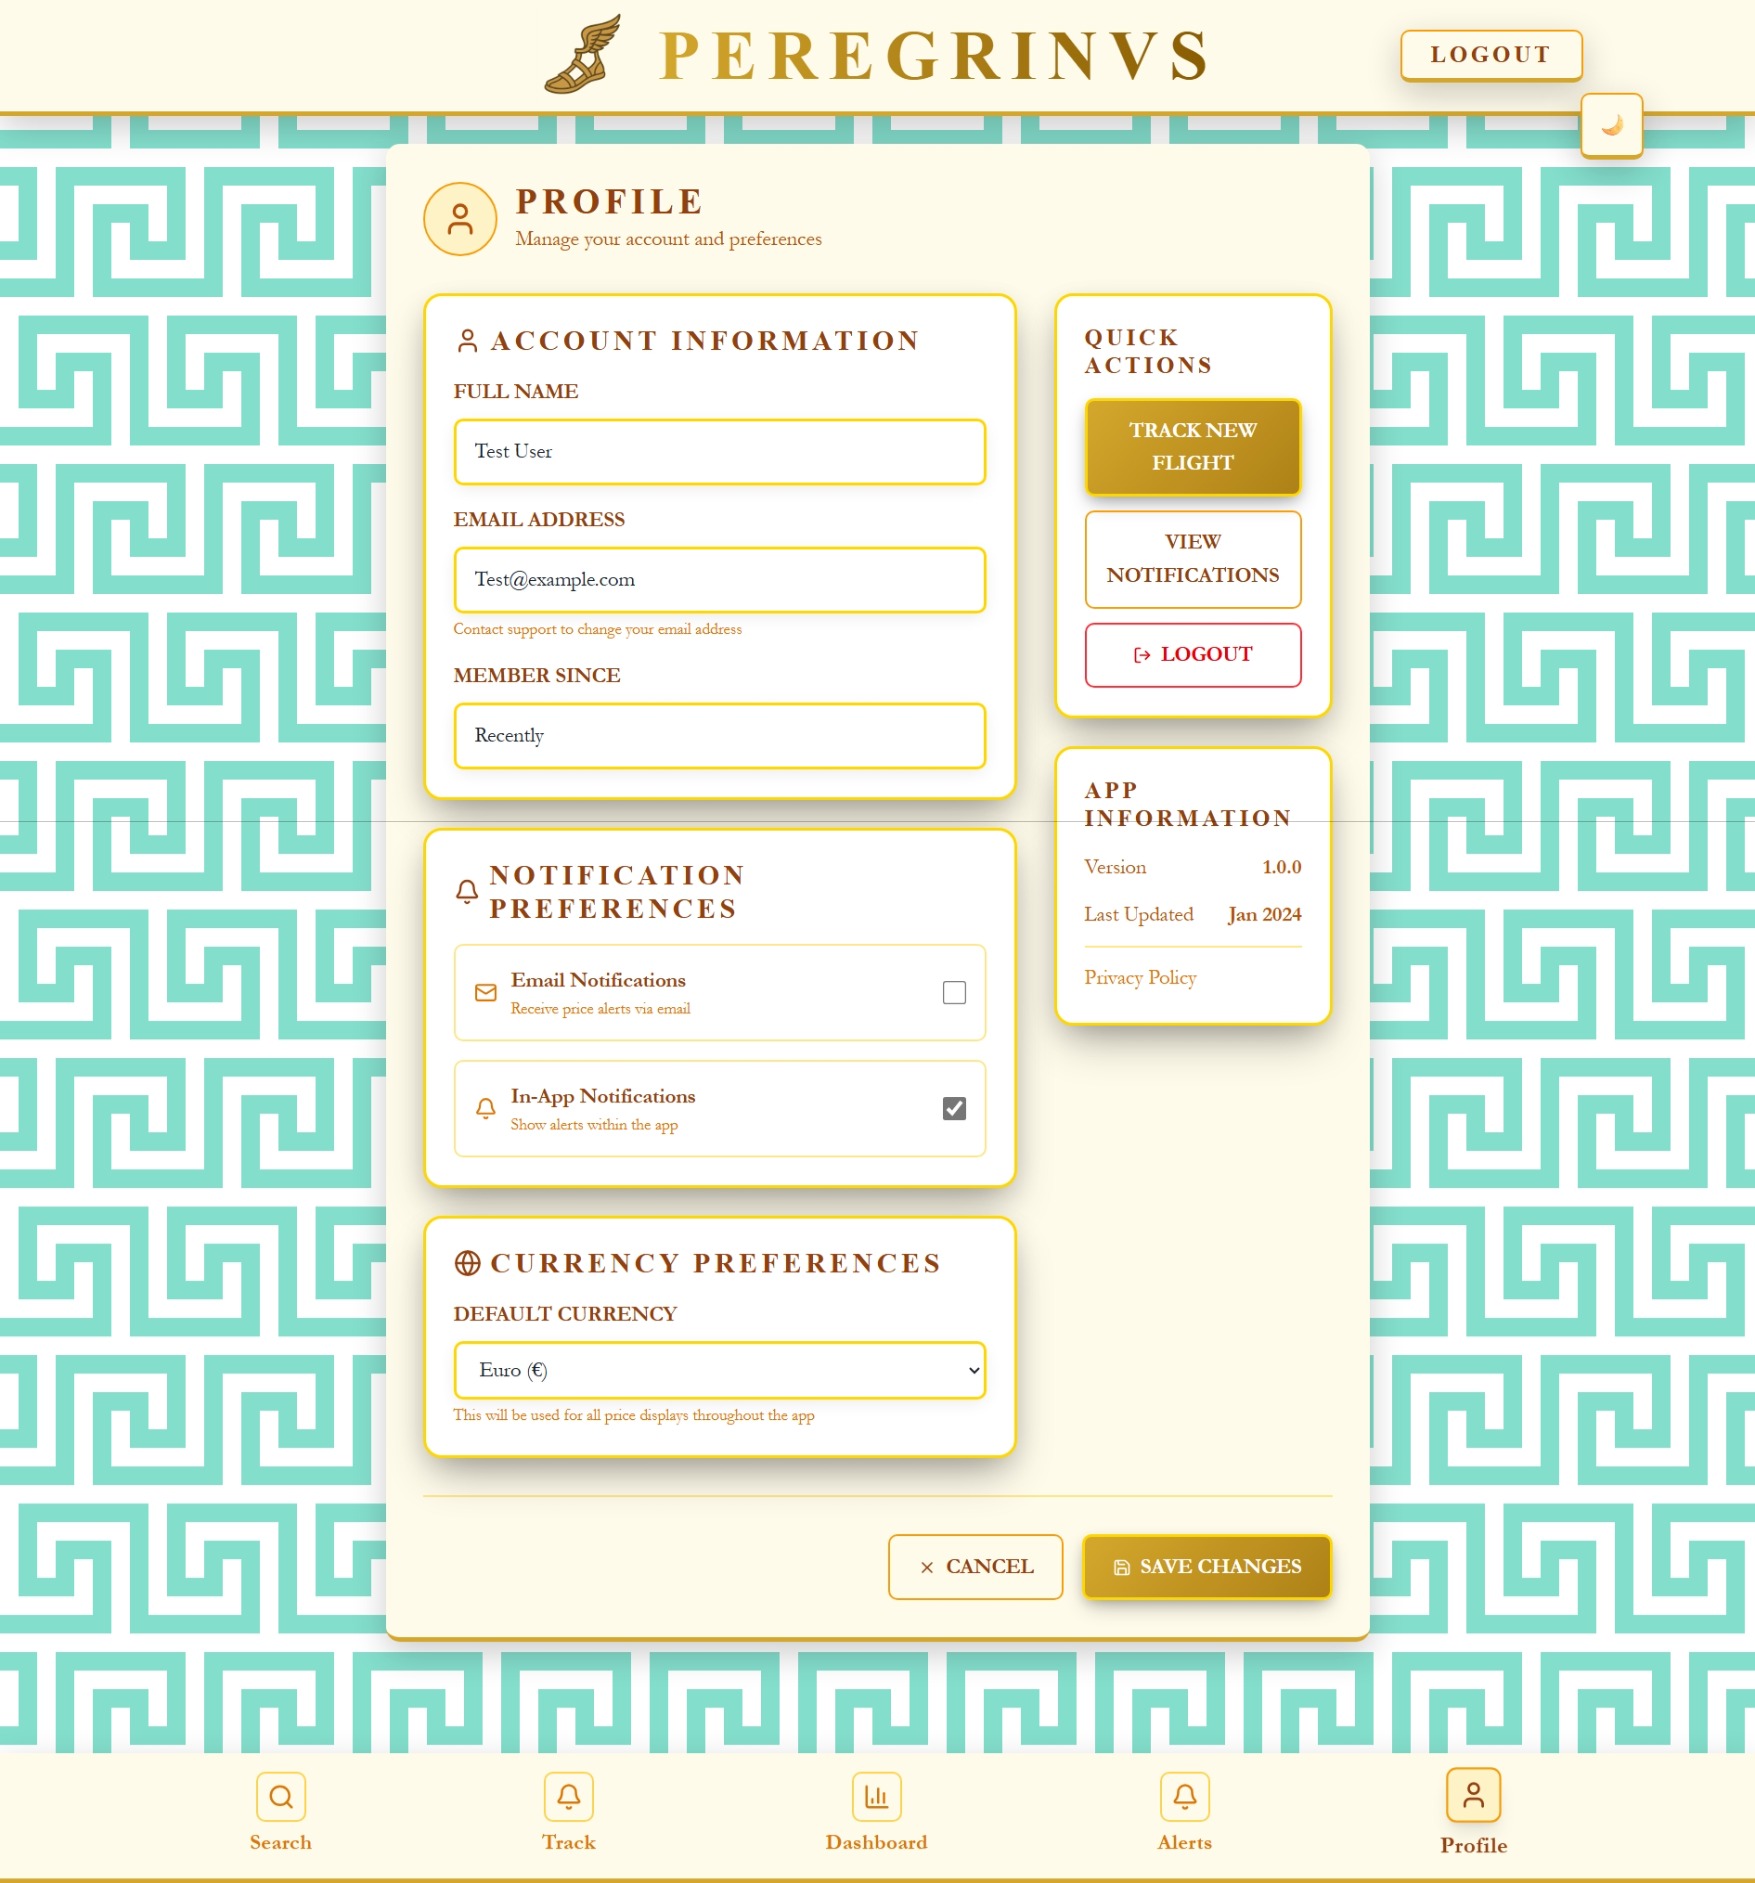 PEREGRINVS
LOGOUT
PROFILE
Manage your account and preferences
ACCOUNT INFORMATION
FULL NAME
Test User
EMAIL ADDRESS
Test@example.com
Contact support to change your email address
MEMBER SINCE
Recently
NOTIFICATION
PREFERENCES
Email Notifications
Receive price alerts via email
In-App Notifications
Show alerts within the app
CURRENCY PREFERENCES
DEFAULT CURRENCY
Euro (€)
This will be used for all price displays throughout the app
QUICK
ACTIONS
TRACK NEW
FLIGHT
VIEW
NOTIFICATIONS
LOGOUT
APP
INFORMATION
Version 1.0.0
Last Updated Jan 2024
Privacy Policy
CANCEL
SAVE CHANGES
Search
Track
Dashboard
Alerts
Profile